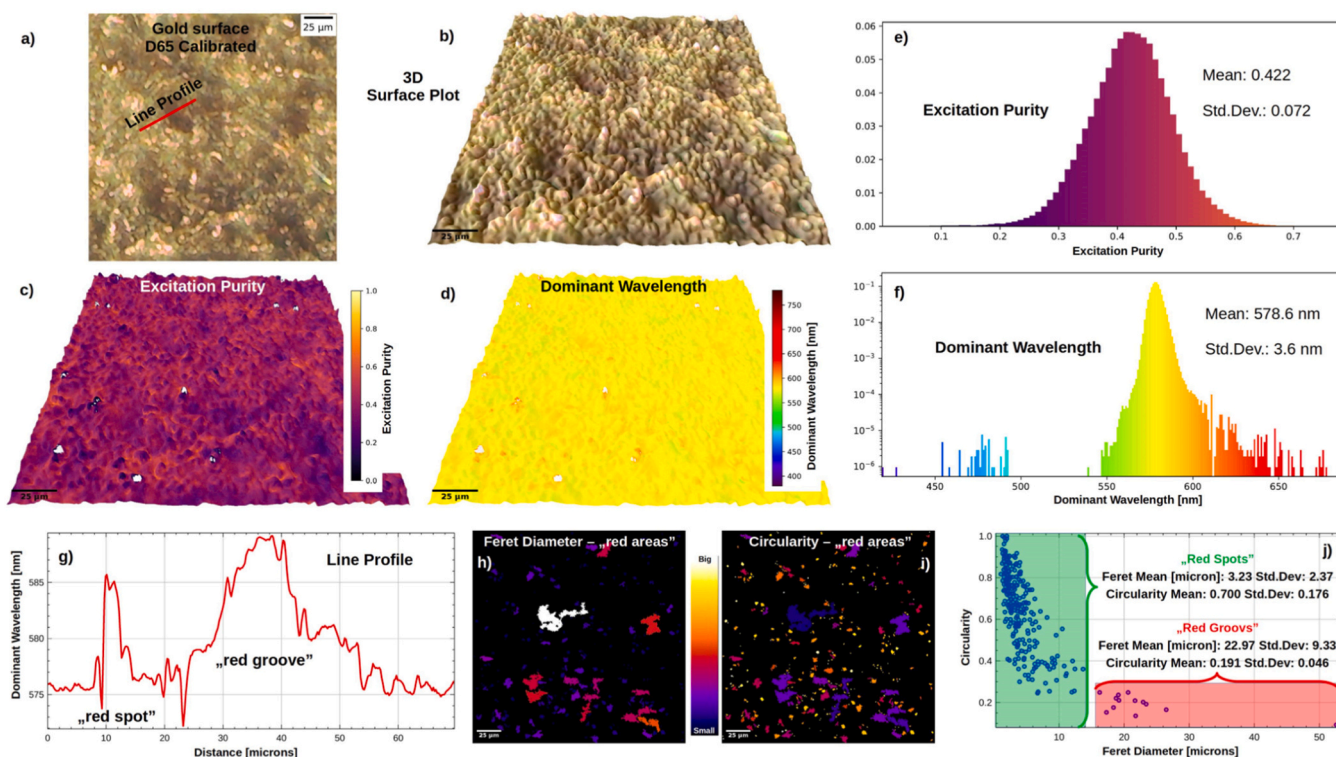 a)
Gold surface
D65 Calibrated
25 µm
Line Profile
b)
3D
Surface Plot
25 µm
e)
0.06
0.05
0.04
0.03
0.02
0.01
0.00
Excitation Purity
Mean: 0.422
Std.Dev.: 0.072
0.1 0.2 0.3 0.4 0.5 0.6 0.7
Excitation Purity
c)
Excitation Purity
1.0
0.8
0.6
0.4
0.2
0.0
Excitation Purity
25 µm
d)
Dominant Wavelength
750
700
650
600
550
500
450
400
Dominant Wavelength [nm]
25 µm
f)
10⁻¹
10⁻²
10⁻³
10⁻⁴
10⁻⁵
10⁻⁶
Dominant Wavelength
Mean: 578.6 nm
Std.Dev.: 3.6 nm
450 500 550 600 650
Dominant Wavelength [nm]
g)
Line Profile
Dominant Wavelength [nm]
585
580
575
„red spot”
„red groove”
0 10 20 30 40 50 60 70
Distance [microns]
Feret Diameter – „red areas”
h)
25 µm
Big
Small
Circularity – „red areas”
i)
25 µm
j)
Circularity
1.0
0.8
0.6
0.4
0.2
„Red Spots”
Feret Mean [micron]: 3.23 Std.Dev: 2.37
Circularity Mean: 0.700 Std.Dev: 0.176
„Red Groovs”
Feret Mean [micron]: 22.97 Std.Dev: 9.33
Circularity Mean: 0.191 Std.Dev: 0.046
10 20 30 40 50
Feret Diameter [microns]